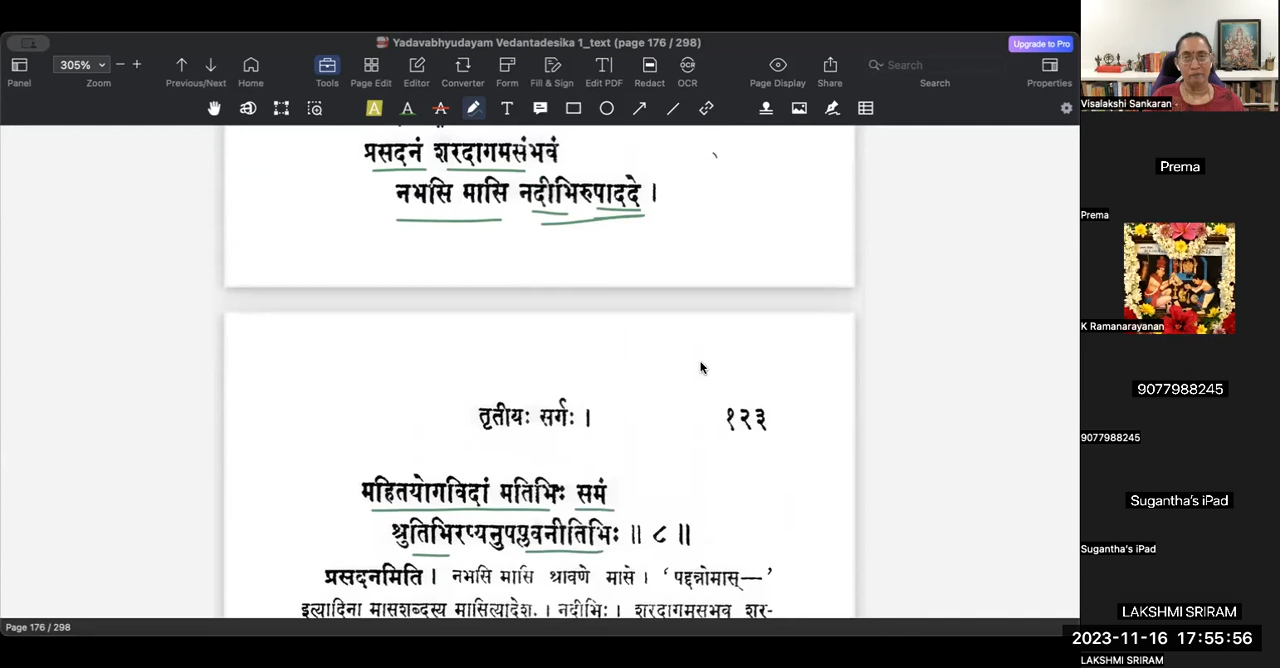 Yadavabhyudayam Vedantadesika 1_text (page 176 / 298)
Upgrade to Pro
305%
Search
Panel
Zoom
Previous/Next
Home
Tools
Page Edit
Editor
Converter
Form
Fill & Sign
Edit PDF
Redact
OCR
Page Display
Share
Search
Properties
प्रसदनं शरदागमसंभवं
नभसि मासि नदीभिरुपाददे ।
तृतीयः सर्गः ।
१२३
महितयोगविदां मतिभिः समं
श्रुतिभिरप्यनुपप्लवनीतिभिः ॥ ८ ॥
प्रसदनमिति । नभसि मासि श्रावणे मासे । ‘ पद्दन्नोमास्—’
इत्यादिना मासशब्दस्य मासित्यादेश. । नदीभिः । शरदागमसभव शर-
Page 176 / 298
Visalakshi Sankaran
Prema
Prema
K Ramanarayanan
9077988245
9077988245
Sugantha's iPad
Sugantha's iPad
LAKSHMI SRIRAM
2023-11-16 17:55:56
LAKSHMI SRIRAM